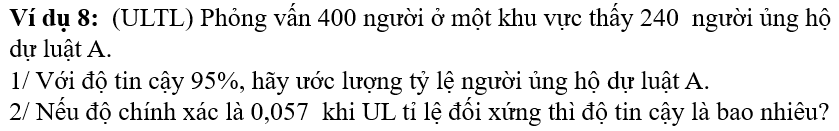 Ví dụ 8: (ULTL) Phỏng vấn 400 người ở một khu vực thấy 240 người ủng hộ
dự luật A.
1/ Với độ tin cậy 95%, hãy ước lượng tỷ lệ người ủng hộ dự luật A.
2/ Nếu độ chính xác là 0,057 khi UL tỉ lệ đối xứng thì độ tin cậy là bao nhiêu?